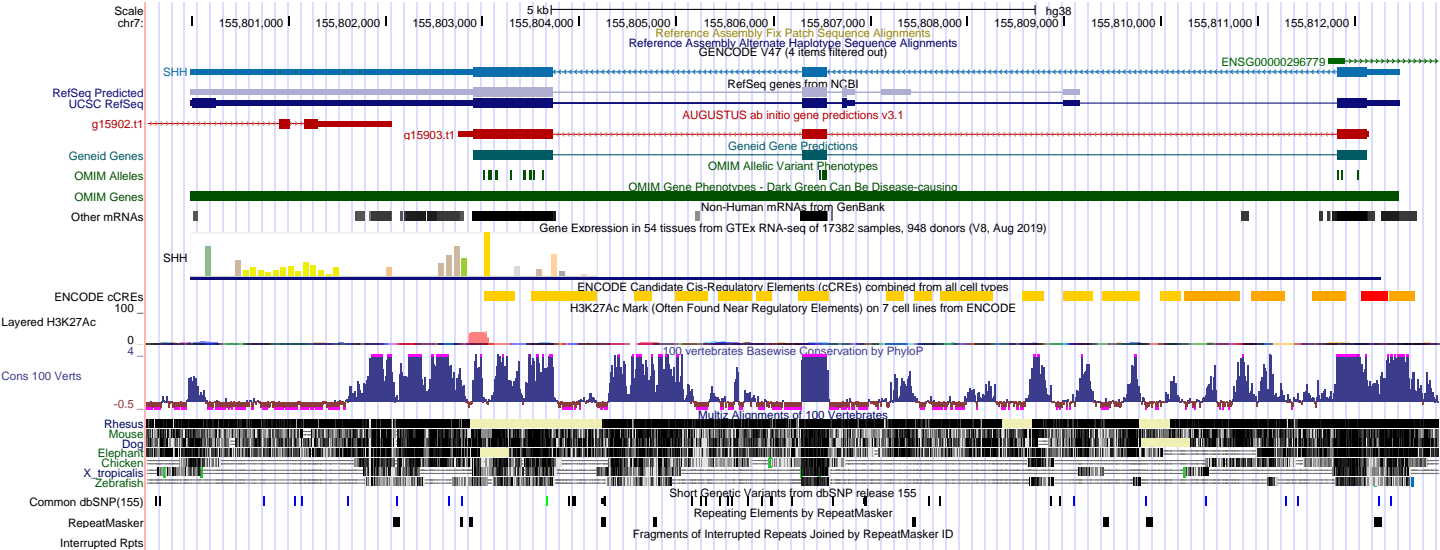 Scale 5 kb hg38
chr7: 155,801,000 155,802,000 155,803,000 155,804,000 155,805,000 155,806,000 155,807,000 155,808,000 155,809,000 155,810,000 155,811,000 155,812,000
Reference Assembly Fix Patch Sequence Alignments
Reference Assembly Alternate Haplotype Sequence Alignments
GENCODE V47 (4 items filtered out)
ENSG00000296779
SHH
RefSeq genes from NCBI
RefSeq Predicted
UCSC RefSeq
AUGUSTUS ab initio gene predictions v3.1
g15902.t1
g15903.t1
Geneid Gene Predictions
Geneid Genes
OMIM Allelic Variant Phenotypes
OMIM Alleles
OMIM Gene Phenotypes - Dark Green Can Be Disease-causing
OMIM Genes
Non-Human mRNAs from GenBank
Other mRNAs
Gene Expression in 54 tissues from GTEx RNA-seq of 17382 samples, 948 donors (V8, Aug 2019)
SHH
ENCODE Candidate Cis-Regulatory Elements (cCREs) combined from all cell types
ENCODE cCREs
H3K27Ac Mark (Often Found Near Regulatory Elements) on 7 cell lines from ENCODE
100 _
Layered H3K27Ac
0 _
100 vertebrates Basewise Conservation by PhyloP
4 _
Cons 100 Verts
-0.5 _
Multiz Alignments of 100 Vertebrates
Rhesus
Mouse
Dog
Elephant
Chicken
X_tropicalis
Zebrafish
Short Genetic Variants from dbSNP release 155
Common dbSNP(155)
Repeating Elements by RepeatMasker
RepeatMasker
Fragments of Interrupted Repeats Joined by RepeatMasker ID
Interrupted Rpts